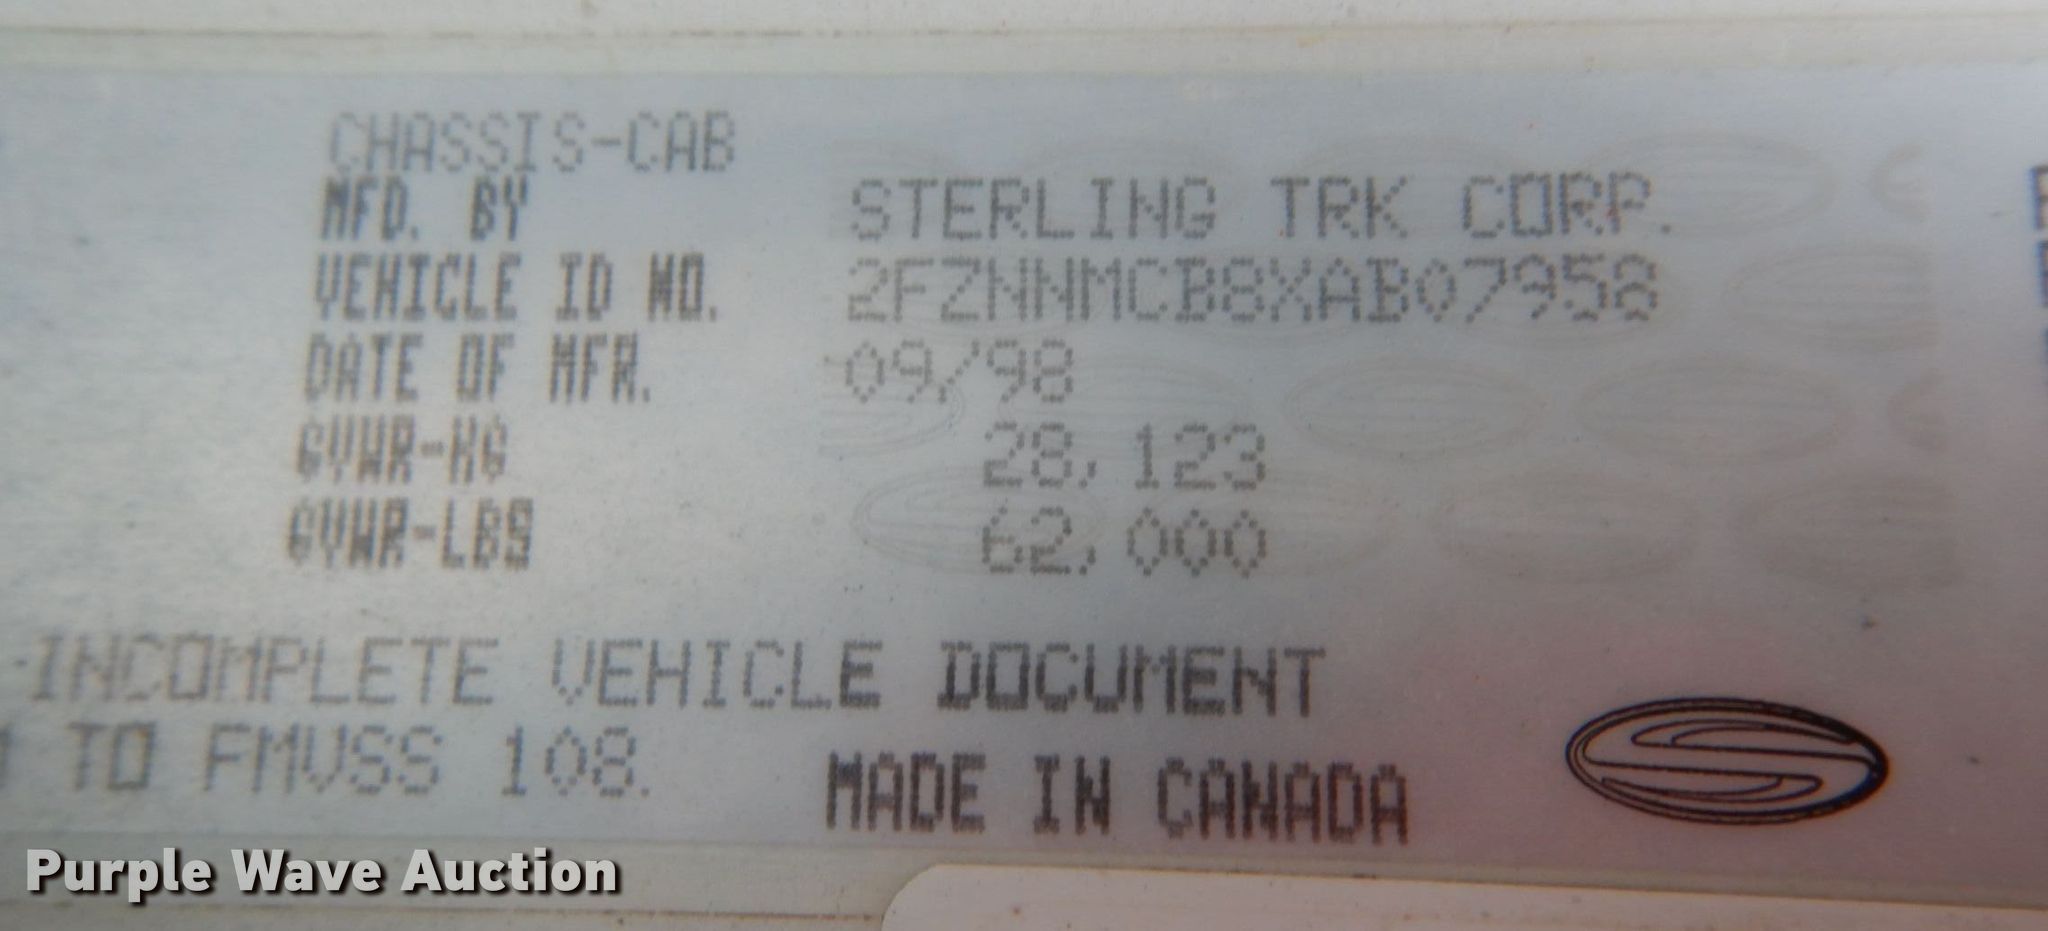 CHASSIS-CAB
MFD. BY STERLING TRK CORP.
VEHICLE ID NO. 2FZNNMCB8XAB07958
DATE OF MFR. 09/98
GVWR-KG 28,123
GVWR-LBS 62,000
INCOMPLETE VEHICLE DOCUMENT
TO FMVSS 108.
MADE IN CANADA
Purple Wave Auction